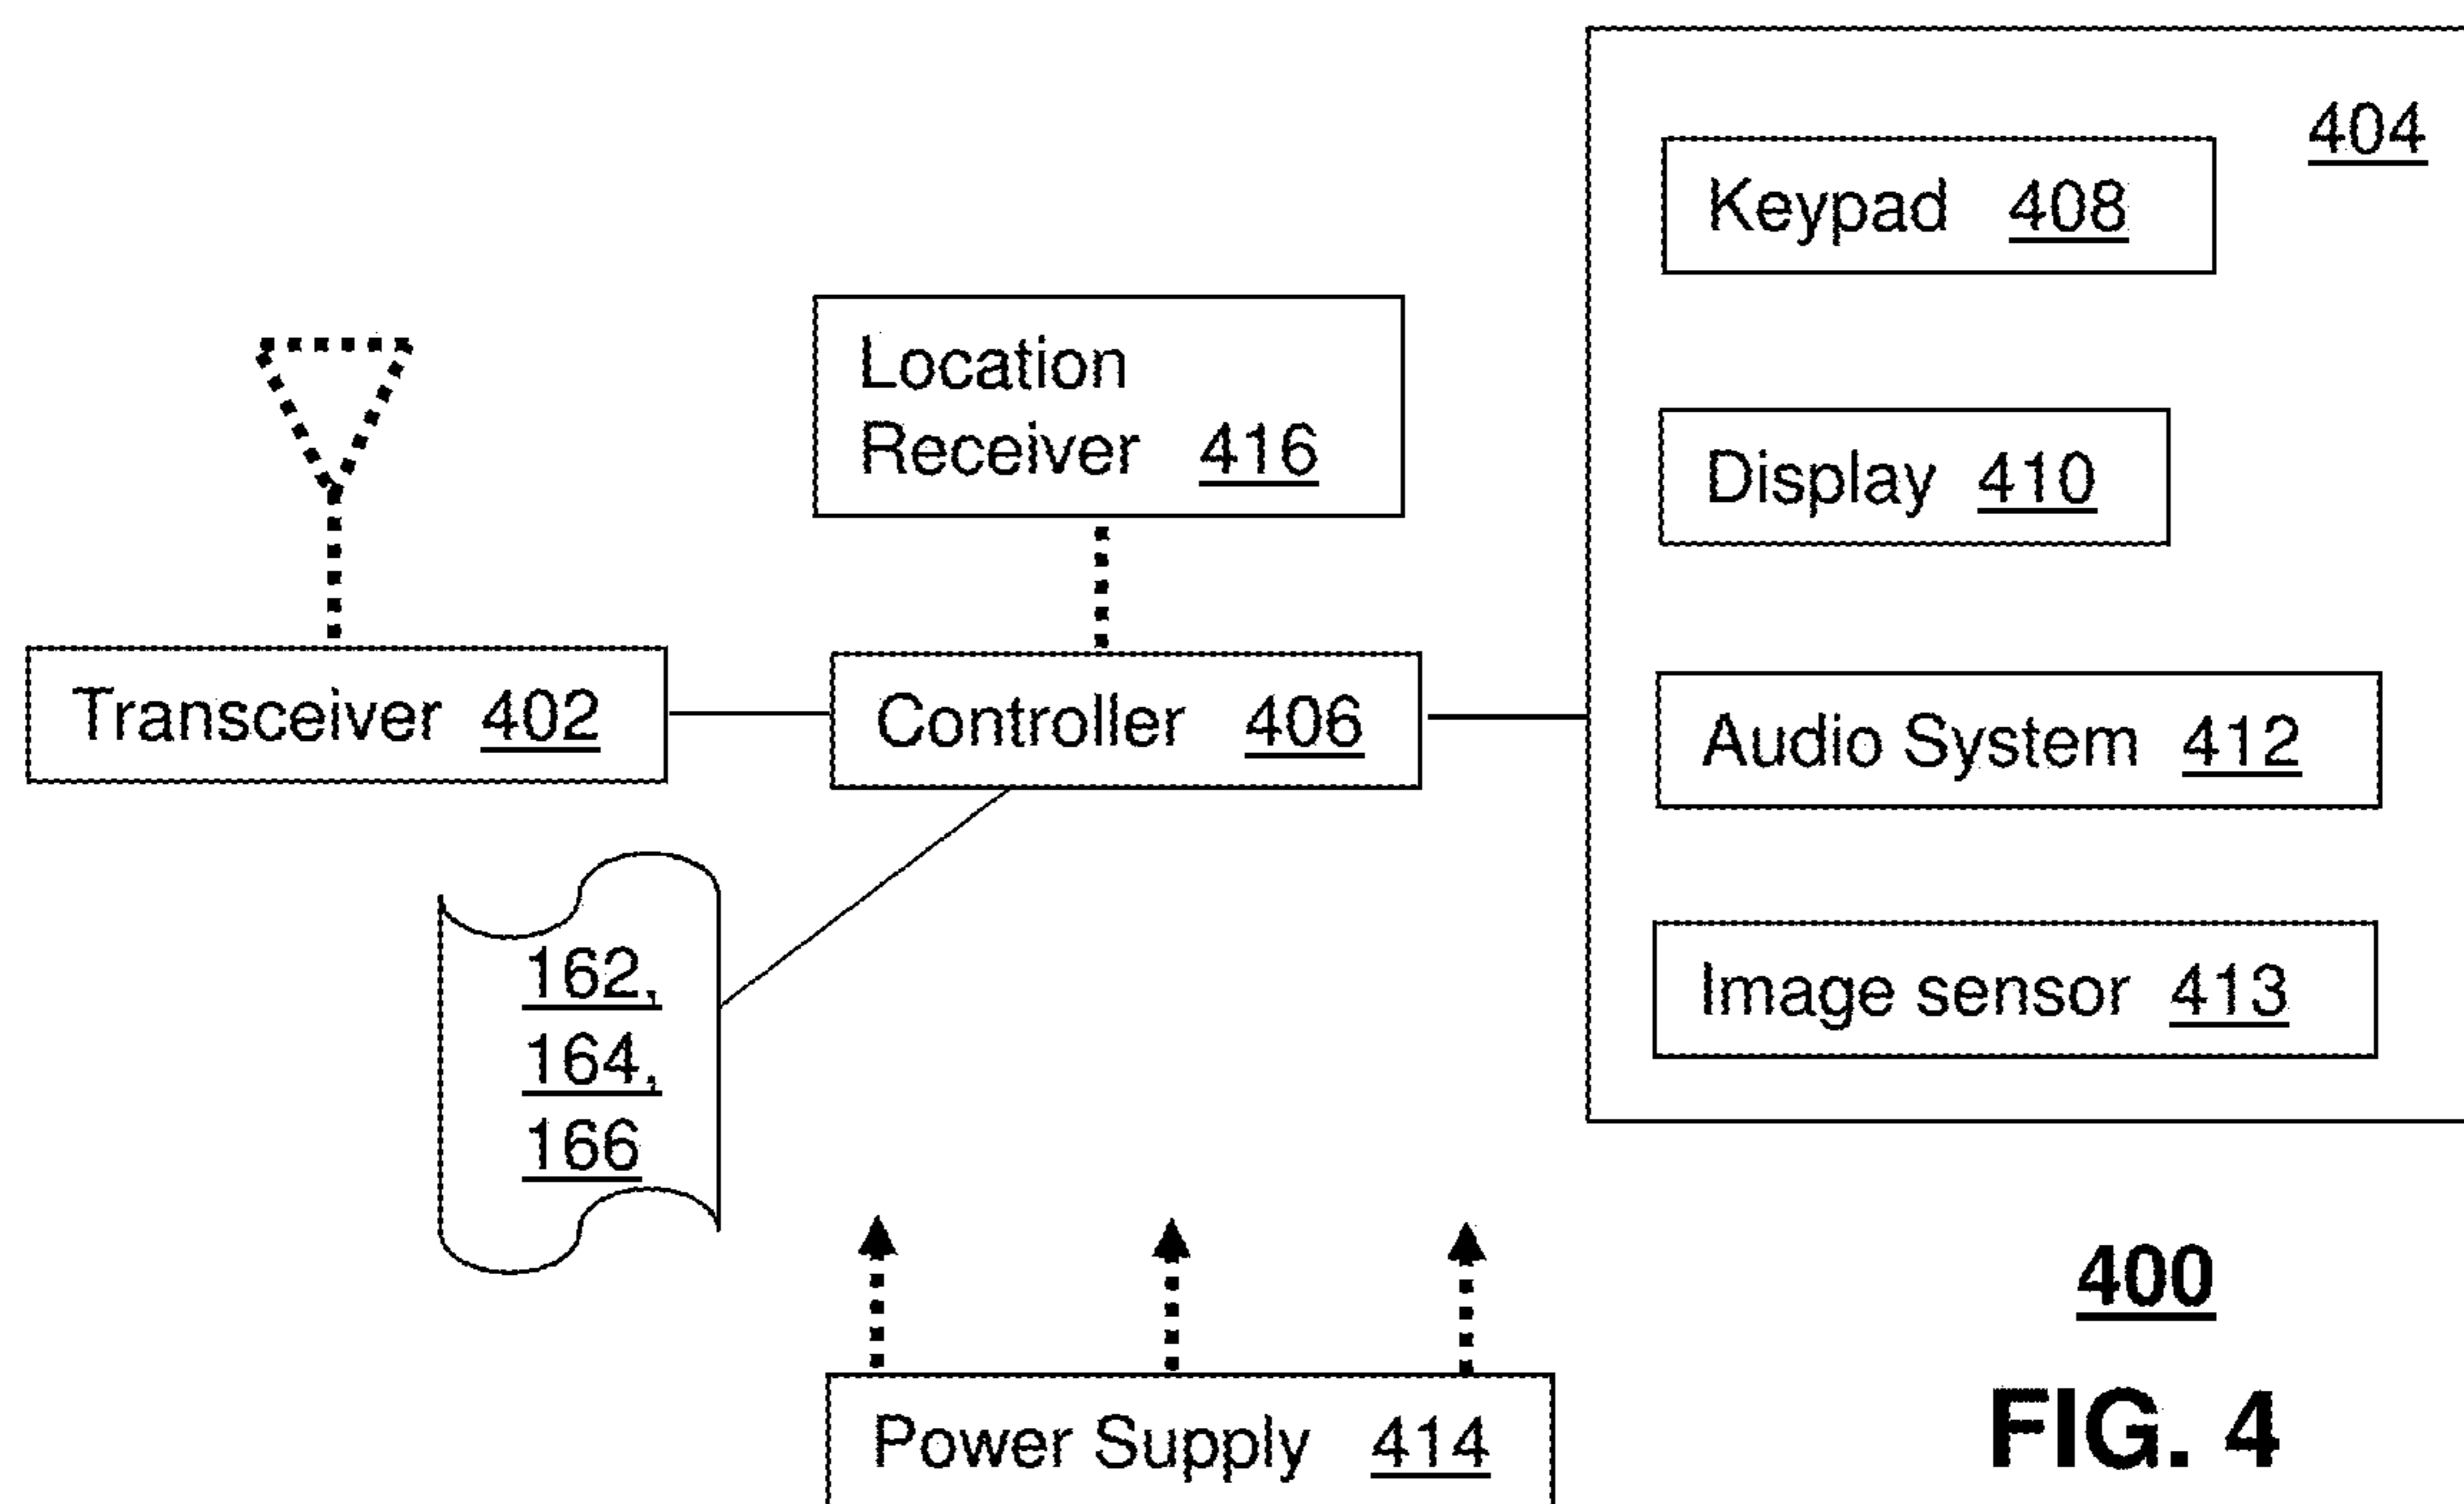 404
Keypad 408
Location
Receiver 416
Display 410
Transceiver 402
Controller 406
Audio System 412
162,
164,
166
Image sensor 413
Power Supply 414
400
FIG. 4